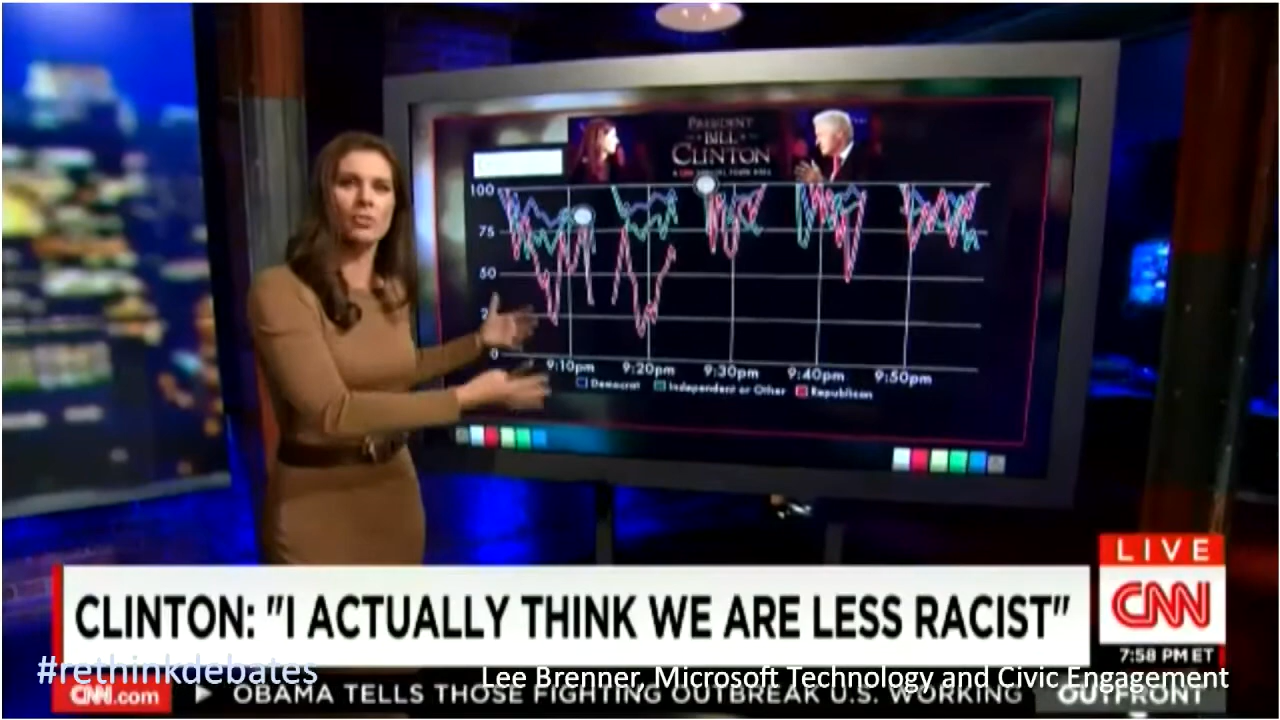 PRESIDENT
BILL
CLINTON
100
75
50
0
9:10pm 9:20pm 9:30pm 9:40pm 9:50pm
Democrat Independent or Other Republican
LIVE
CNN
7:58 PM ET
CLINTON: "I ACTUALLY THINK WE ARE LESS RACIST"
#rethinkdebates
Lee Brenner, Microsoft Technology and Civic Engagement
CNN.com
OBAMA TELLS THOSE FIGHTING OUTBREAK U.S. WORKING
OUTFRONT